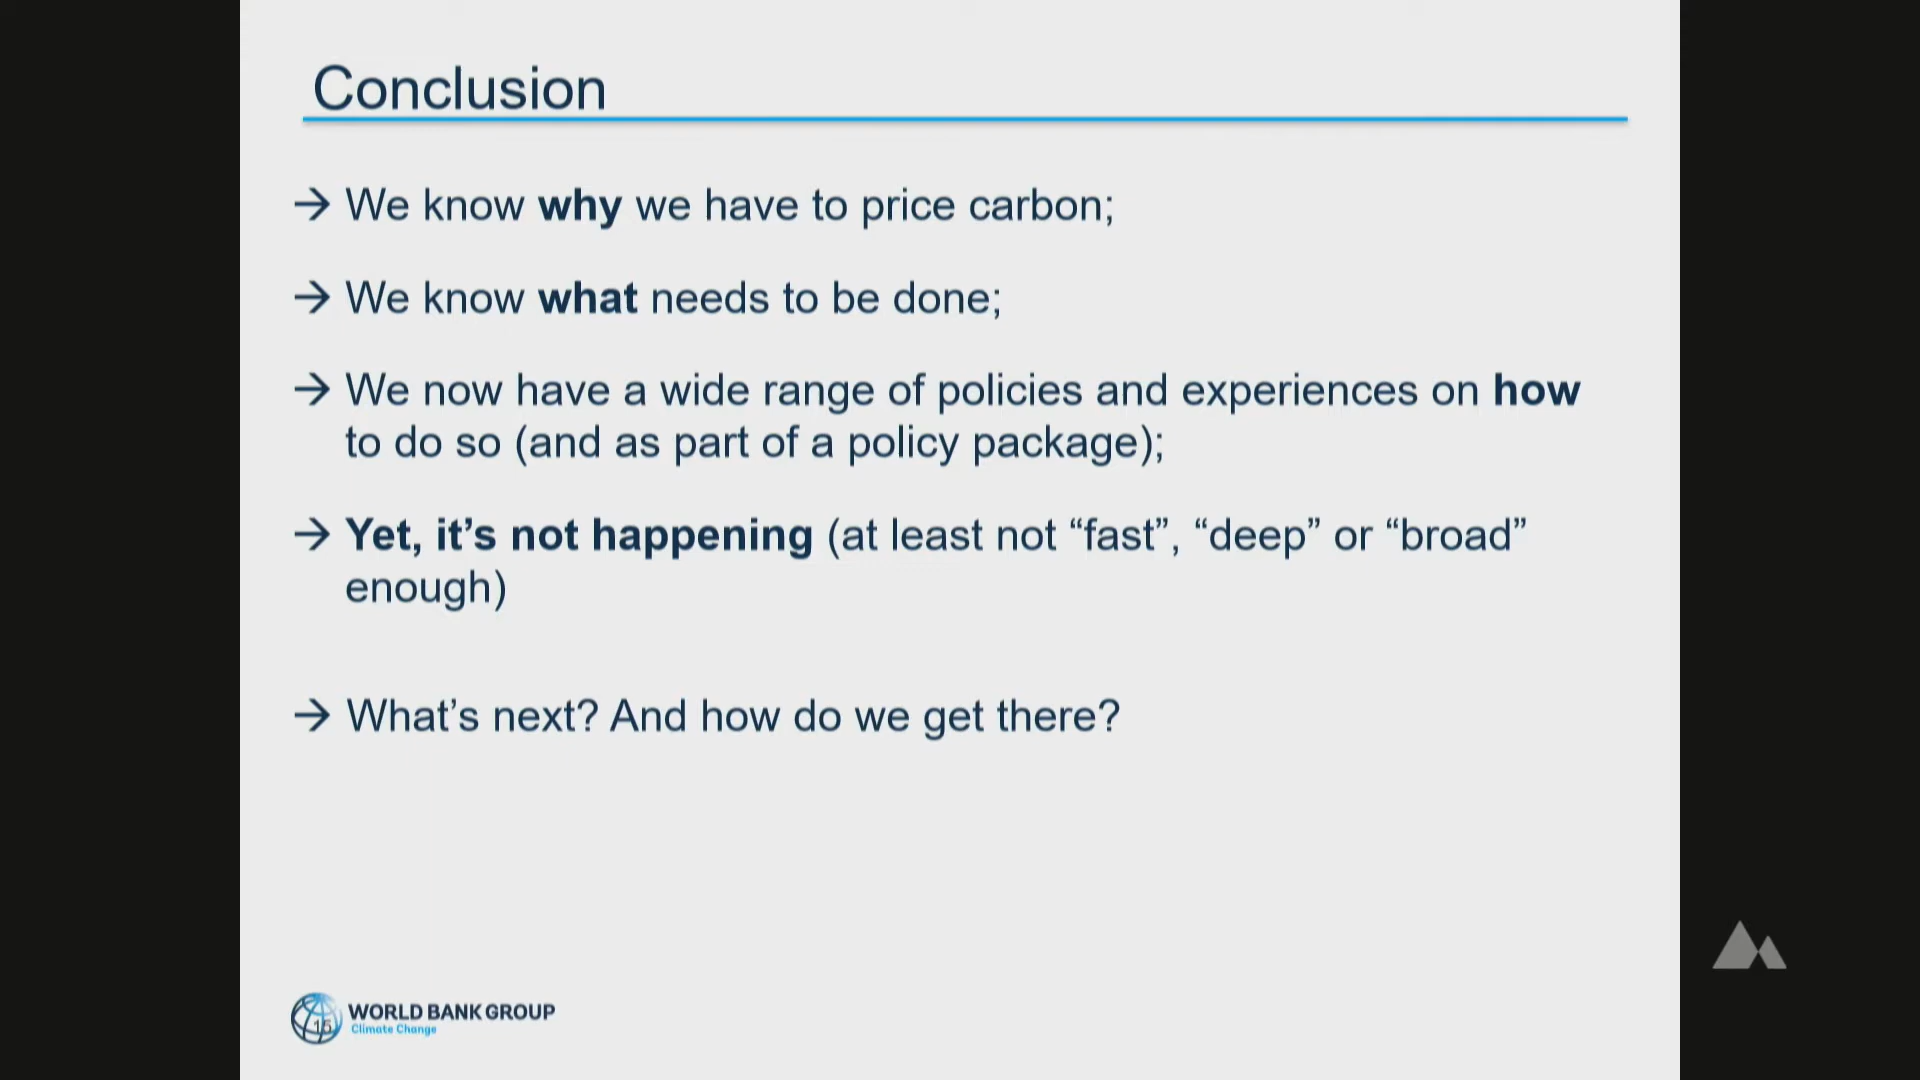 Conclusion
→ We know why we have to price carbon;
→ We know what needs to be done;
→ We now have a wide range of policies and experiences on how
to do so (and as part of a policy package);
→ Yet, it’s not happening (at least not “fast”, “deep” or “broad”
enough)
→ What’s next? And how do we get there?
15
WORLD BANK GROUP
Climate Change